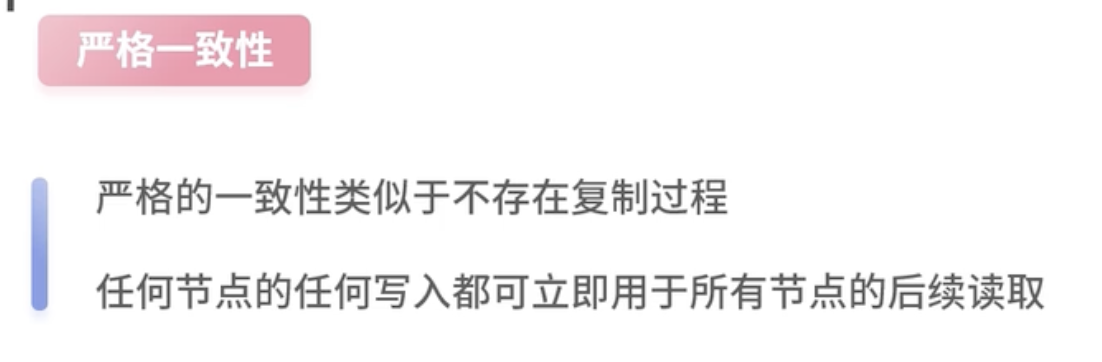 严格一致性
严格的一致性类似于不存在复制过程
任何节点的任何写入都可立即用于所有节点的后续读取